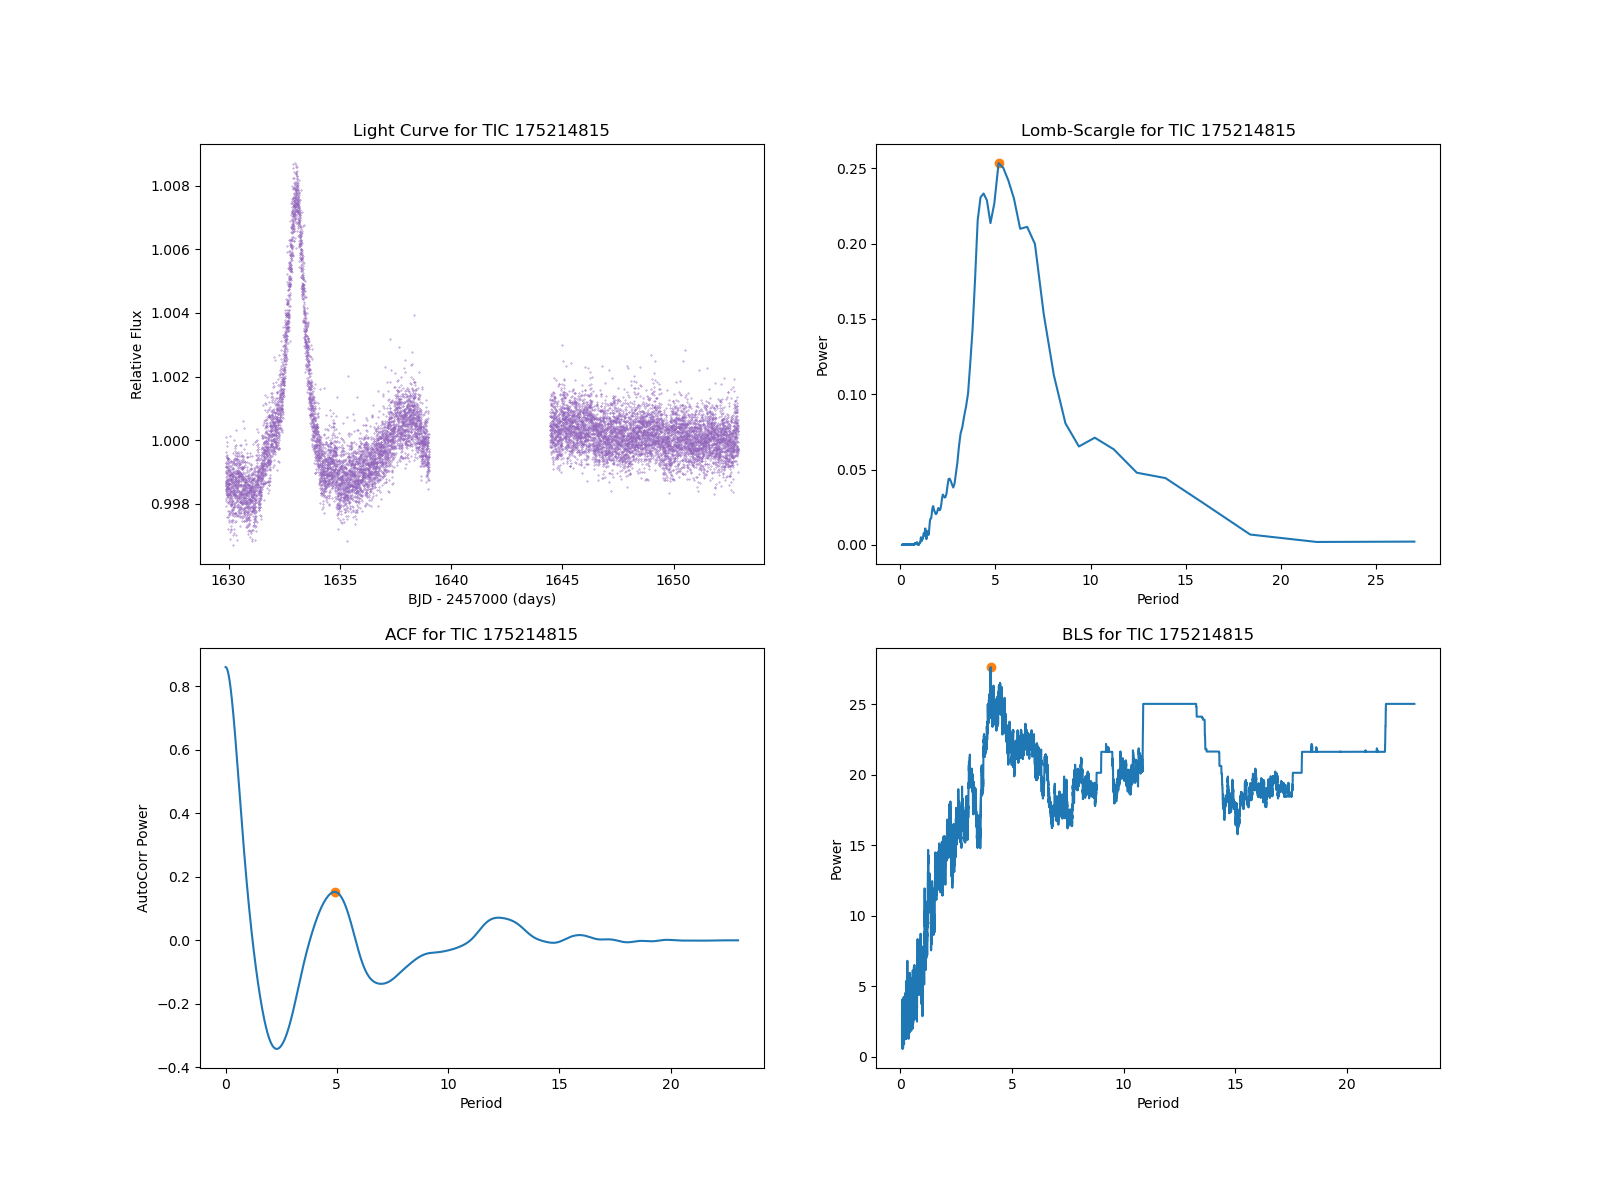 Light Curve for TIC 175214815
Relative Flux
1.008
1.006
1.004
1.002
1.000
0.998
1630 1635 1640 1645 1650
BJD - 2457000 (days)
Lomb-Scargle for TIC 175214815
Power
0.25
0.20
0.15
0.10
0.05
0.00
0 5 10 15 20 25
Period
ACF for TIC 175214815
AutoCorr Power
0.8
0.6
0.4
0.2
0.0
−0.2
−0.4
0 5 10 15 20
Period
BLS for TIC 175214815
Power
25
20
15
10
5
0
0 5 10 15 20
Period